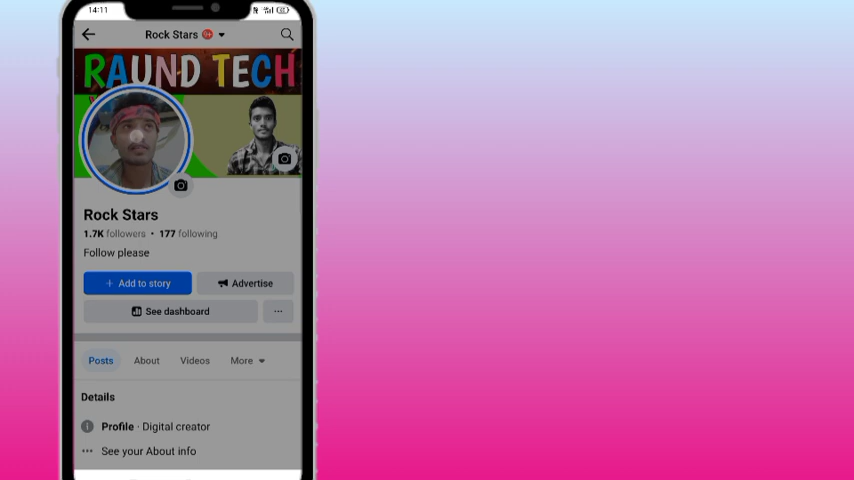 14:11
Rock Stars 9+
RAUND TECH
Rock Stars
1.7K followers • 177 following
Follow please
+ Add to story
Advertise
See dashboard
...
Posts About Videos More
Details
Profile · Digital creator
... See your About info